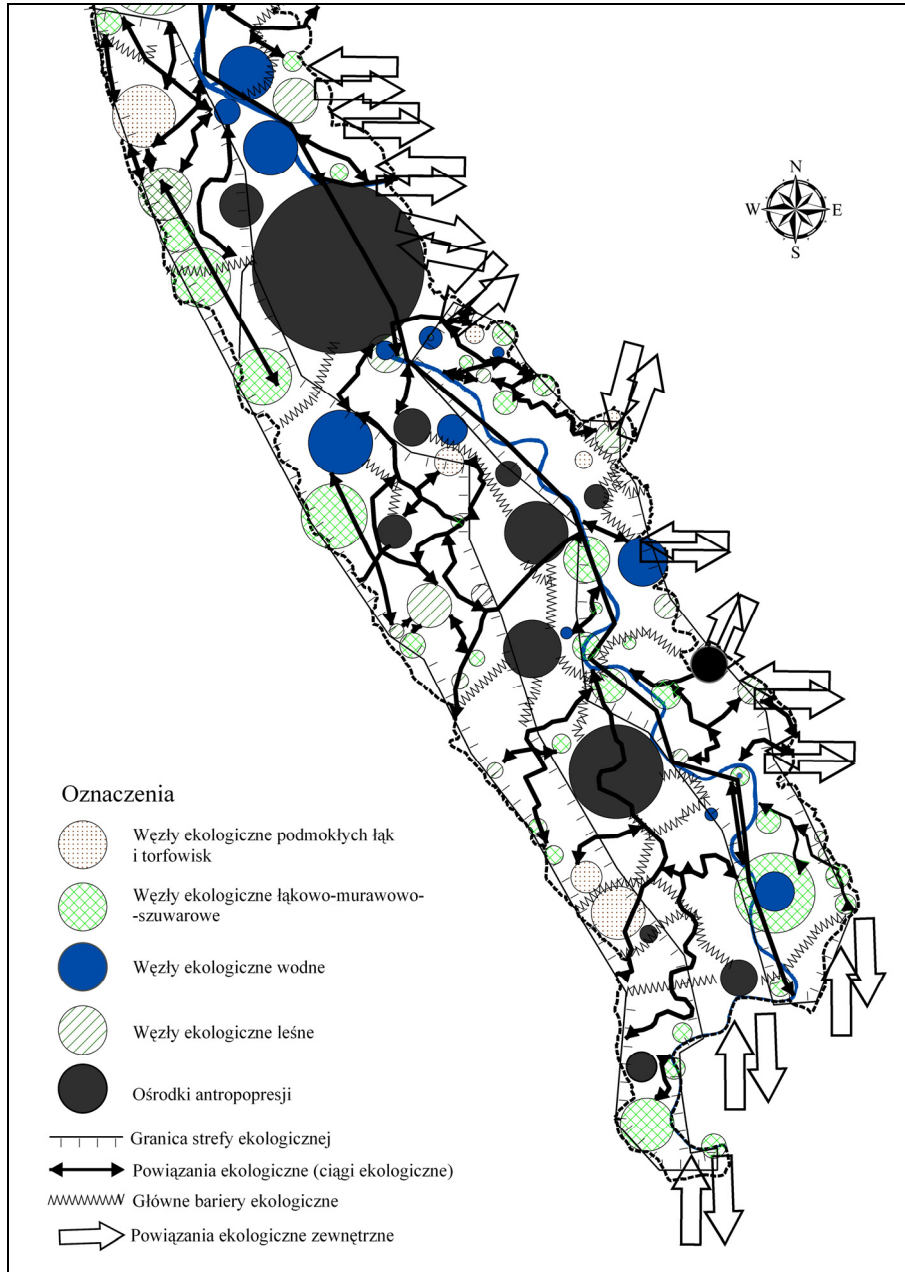 N
W E
S
Oznaczenia
Węzły ekologiczne podmokłych łąk
i torfowisk
Węzły ekologiczne łąkowo-murawowo-
-szuwarowe
Węzły ekologiczne wodne
Węzły ekologiczne leśne
Ośrodki antropopresji
Granica strefy ekologicznej
Powiązania ekologiczne (ciągi ekologiczne)
Główne bariery ekologiczne
Powiązania ekologiczne zewnętrzne